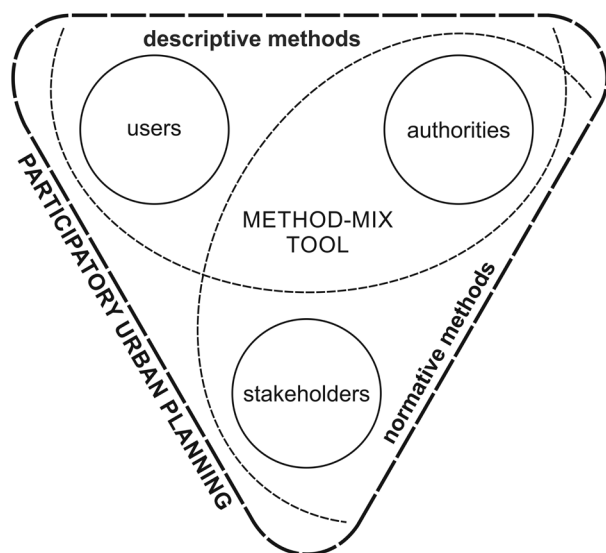 descriptive methods
users
authorities
PARTICIPATORY URBAN PLANNING
METHOD-MIX
TOOL
normative methods
stakeholders